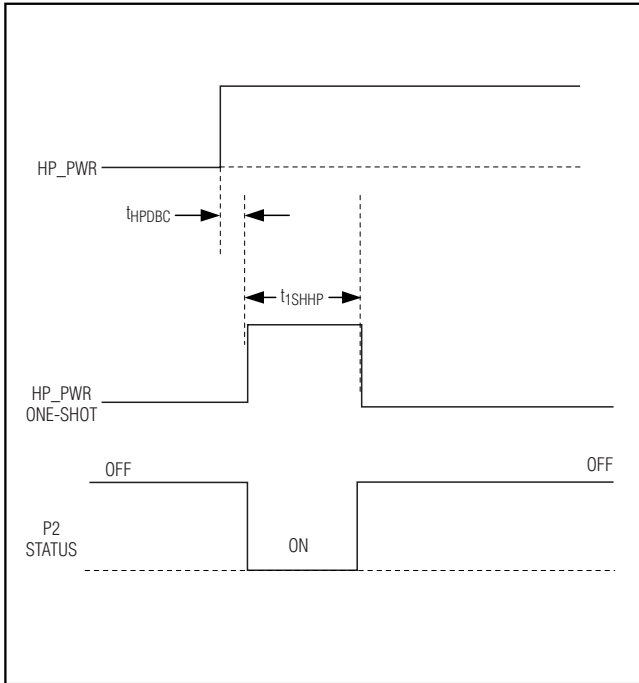 HP_PWR
tHPDBC
t1SHHP
HP_PWR
ONE-SHOT
OFF
OFF
P2
STATUS
ON